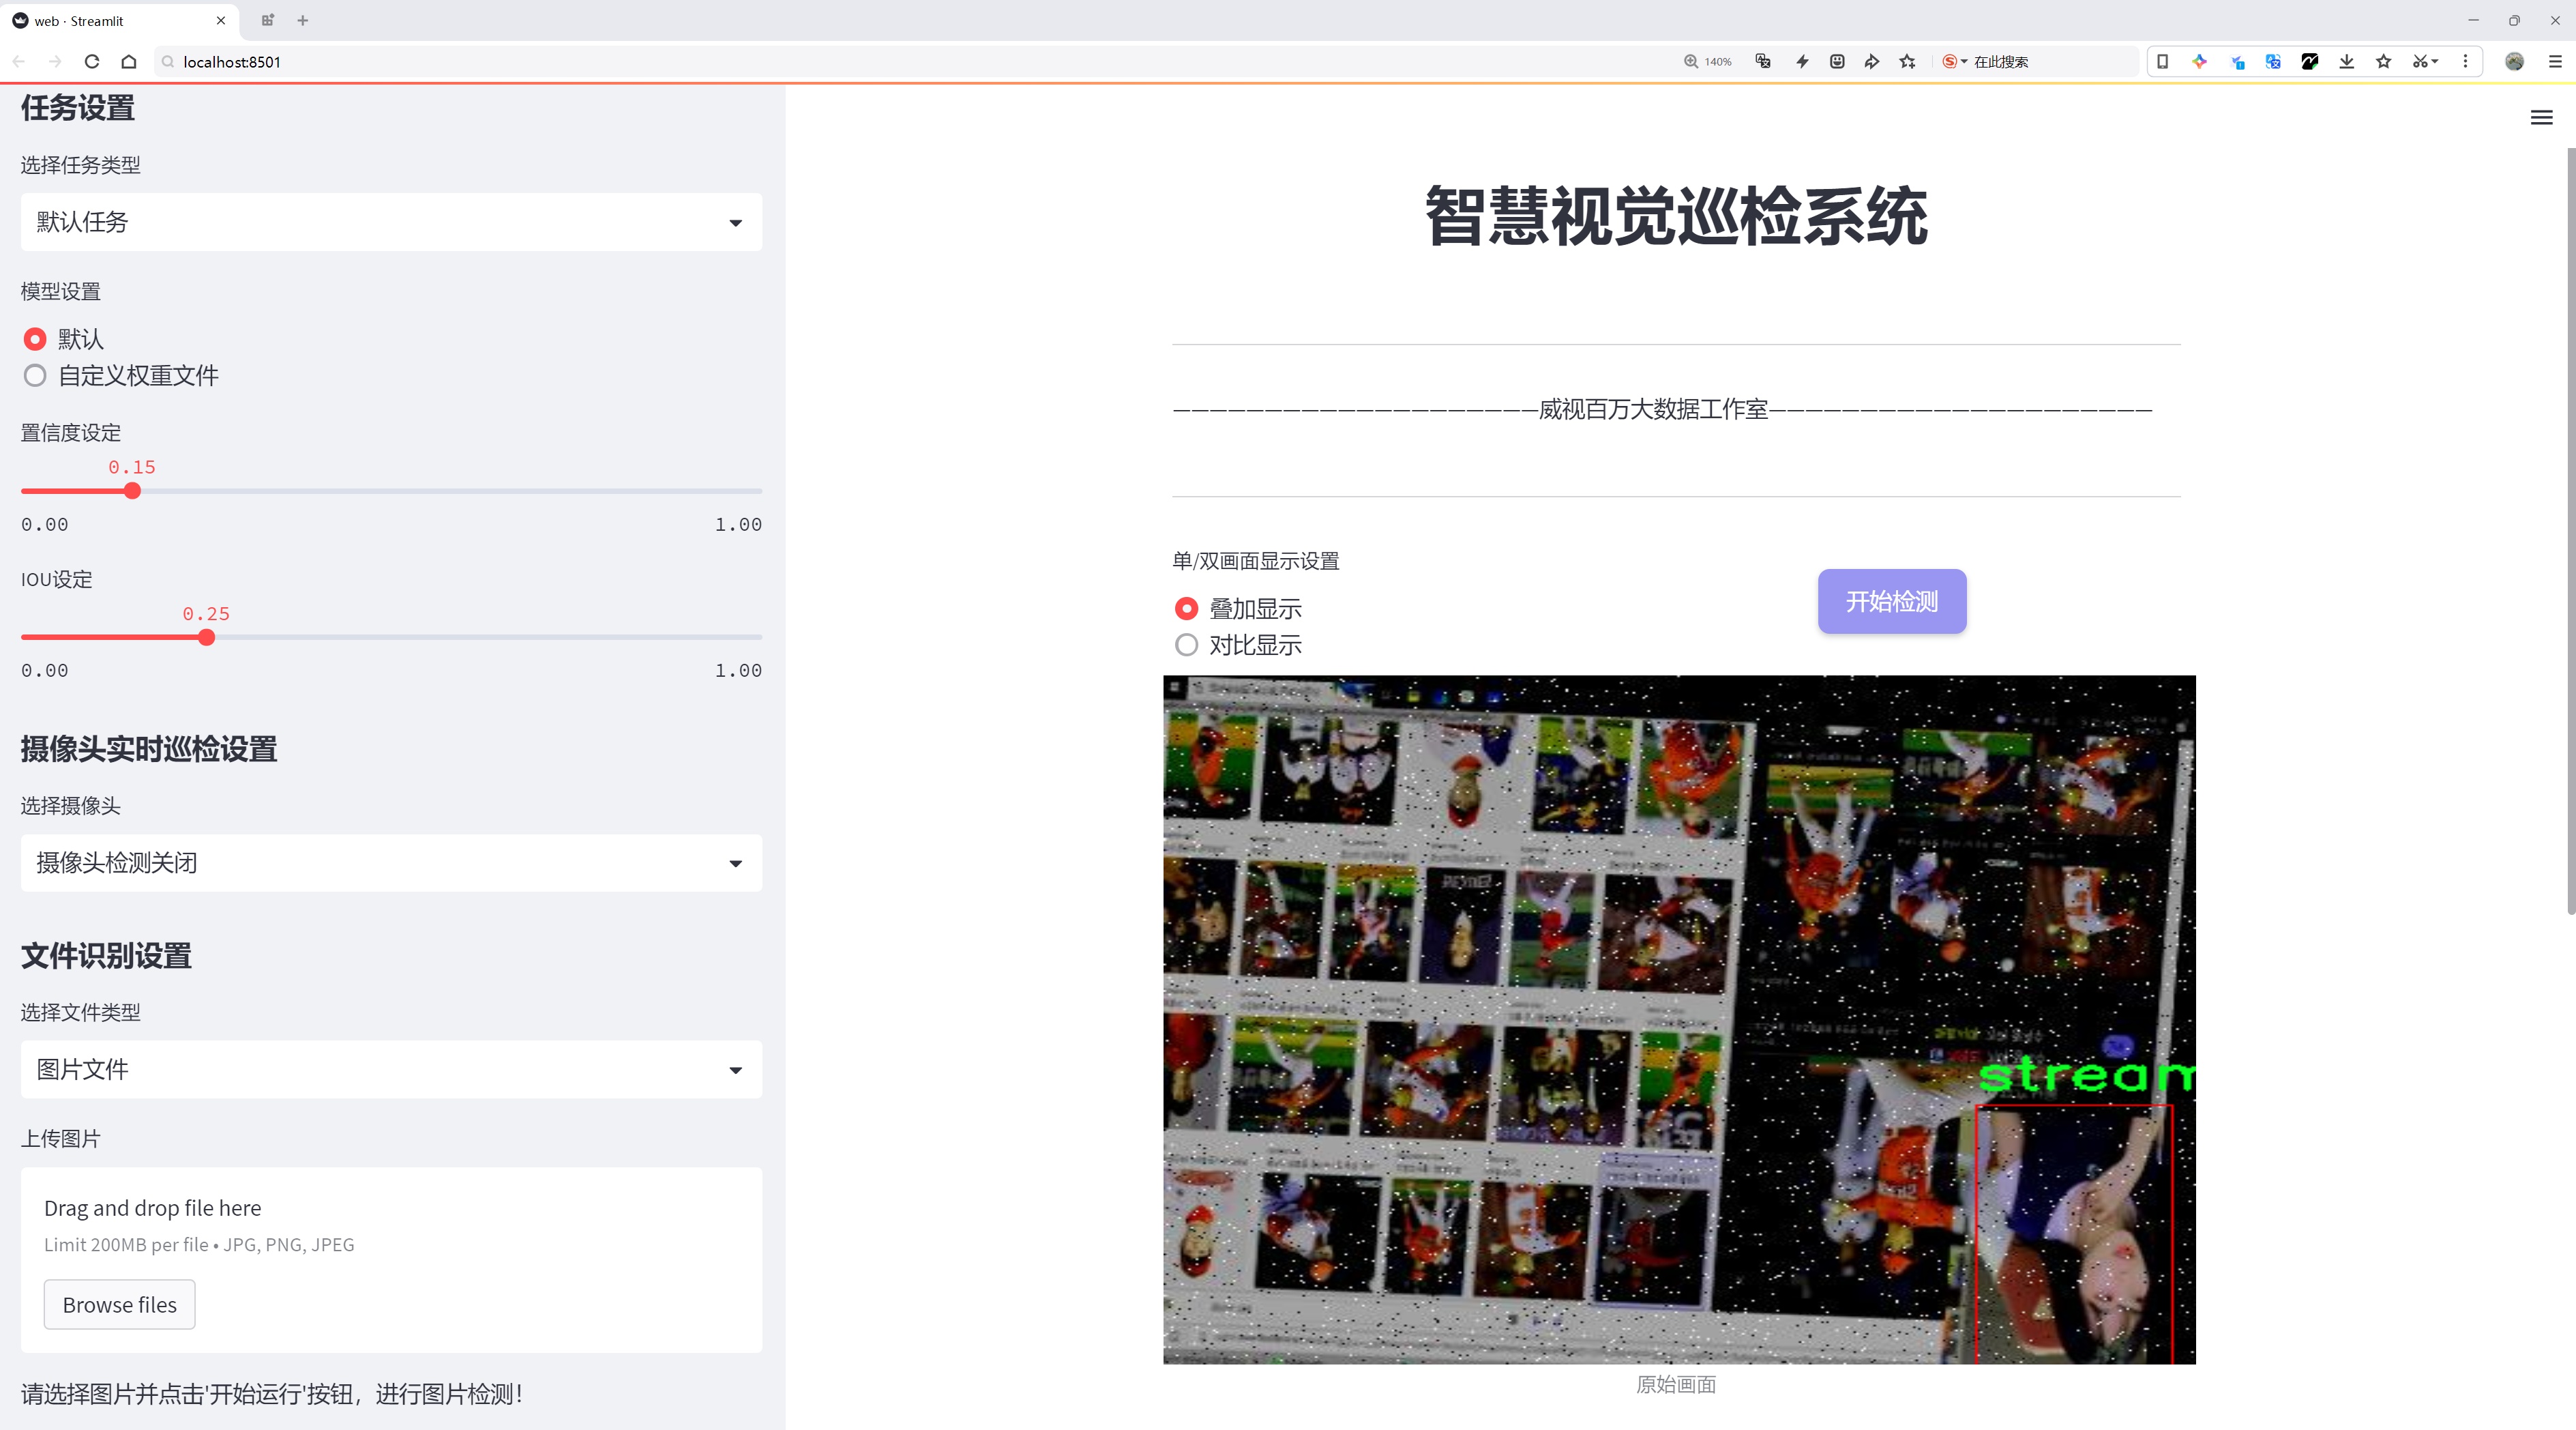 web · Streamlit
localhost:8501
140%
在此搜索
任务设置
选择任务类型
默认任务
模型设置
默认
自定义权重文件
置信度设定
0.15
0.00
1.00
IOU设定
0.25
0.00
1.00
摄像头实时巡检设置
选择摄像头
摄像头检测关闭
文件识别设置
选择文件类型
图片文件
上传图片
Drag and drop file here
Limit 200MB per file • JPG, PNG, JPEG
Browse files
请选择图片并点击'开始运行'按钮，进行图片检测！
智慧视觉巡检系统
————————————————————威视百万大数据工作室—————————————————————
单/双画面显示设置
叠加显示
对比显示
开始检测
stream
原始画面